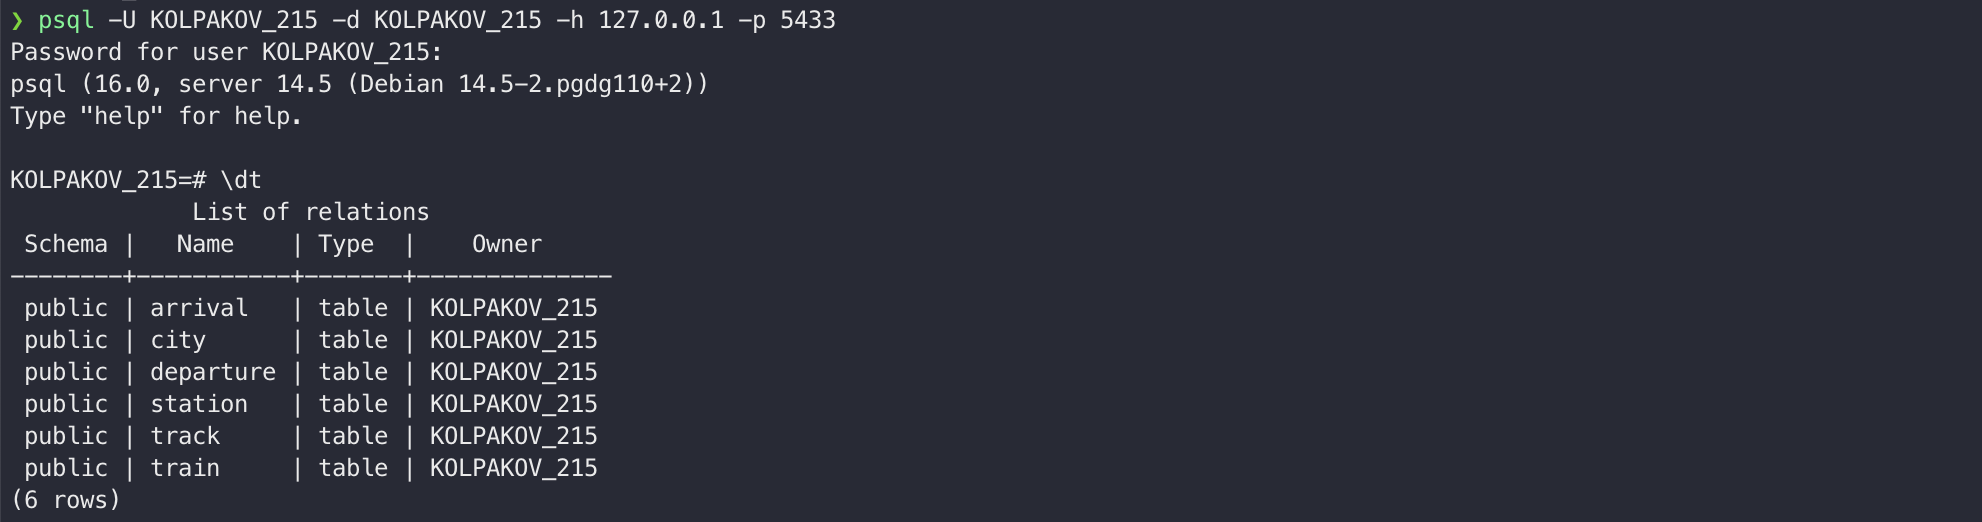 ❯ psql -U KOLPAKOV_215 -d KOLPAKOV_215 -h 127.0.0.1 -p 5433
Password for user KOLPAKOV_215:
psql (16.0, server 14.5 (Debian 14.5-2.pgdg110+2))
Type "help" for help.
KOLPAKOV_215=# \dt
             List of relations
 Schema |   Name    | Type  |    Owner
--------+-----------+-------+--------------
 public | arrival   | table | KOLPAKOV_215
 public | city      | table | KOLPAKOV_215
 public | departure | table | KOLPAKOV_215
 public | station   | table | KOLPAKOV_215
 public | track     | table | KOLPAKOV_215
 public | train     | table | KOLPAKOV_215
(6 rows)